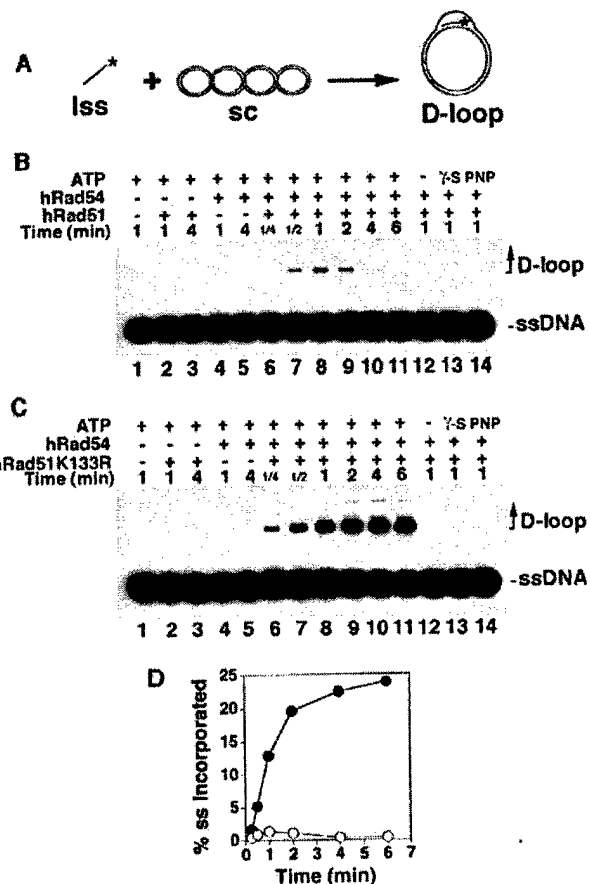 A
lss * + sc D-loop
B
ATP + + + + + + + + + + + - γ-S PNP
hRad54 - - - + + + + + + + + + + +
hRad51 - + + - - + + + + + + + + +
Time (min) 1 1 4 1 4 1/4 1/2 1 2 4 6 1 1 1
D-loop
-ssDNA
1 2 3 4 5 6 7 8 9 10 11 12 13 14
C
ATP + + + + + + + + + + + - γ-S PNP
hRad54 - - - + + + + + + + + + + +
aRad51K133R - + + - - + + + + + + + + +
Time (min) 1 1 4 1 4 1/4 1/2 1 2 4 6 1 1 1
D-loop
-ssDNA
1 2 3 4 5 6 7 8 9 10 11 12 13 14
D
% ss Incorporated
25
20
15
10
5
0
0 1 2 3 4 5 6 7
Time (min)